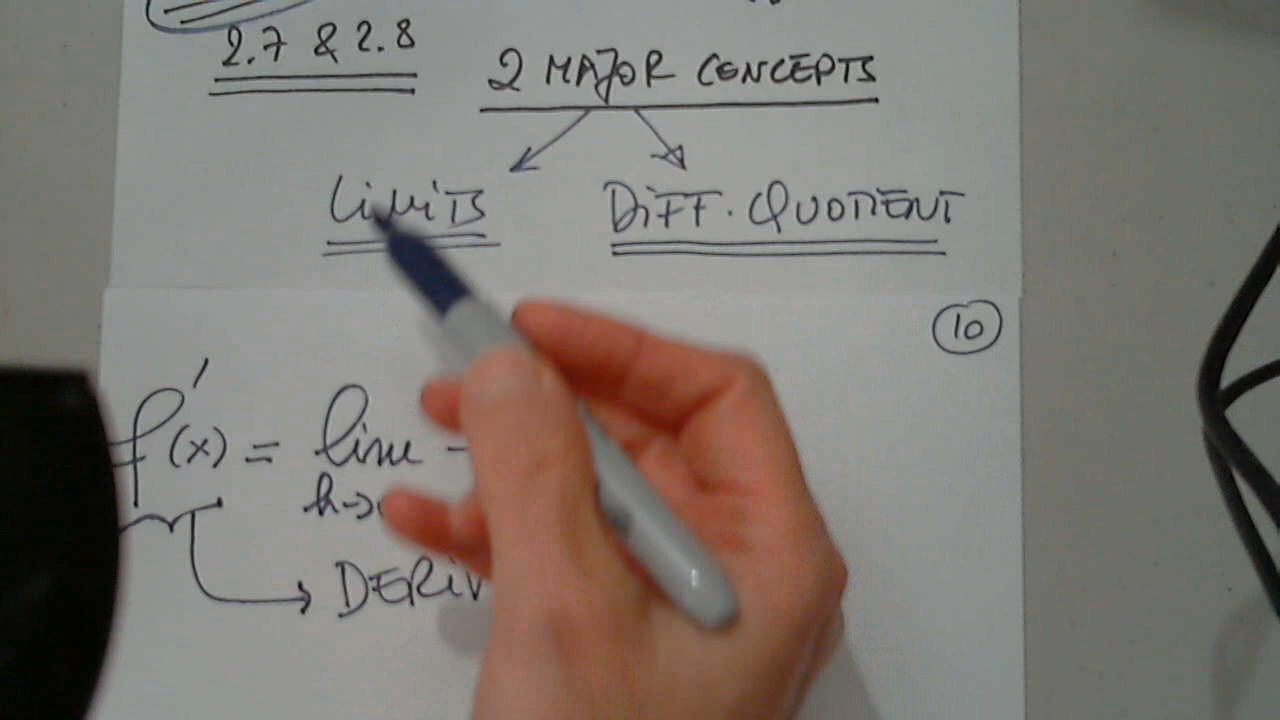 2.7 & 2.8
2 MAJOR CONCEPTS
LIMITS DIFF. QUOTIENT
10
f'(x) = lim
h→
DERIV